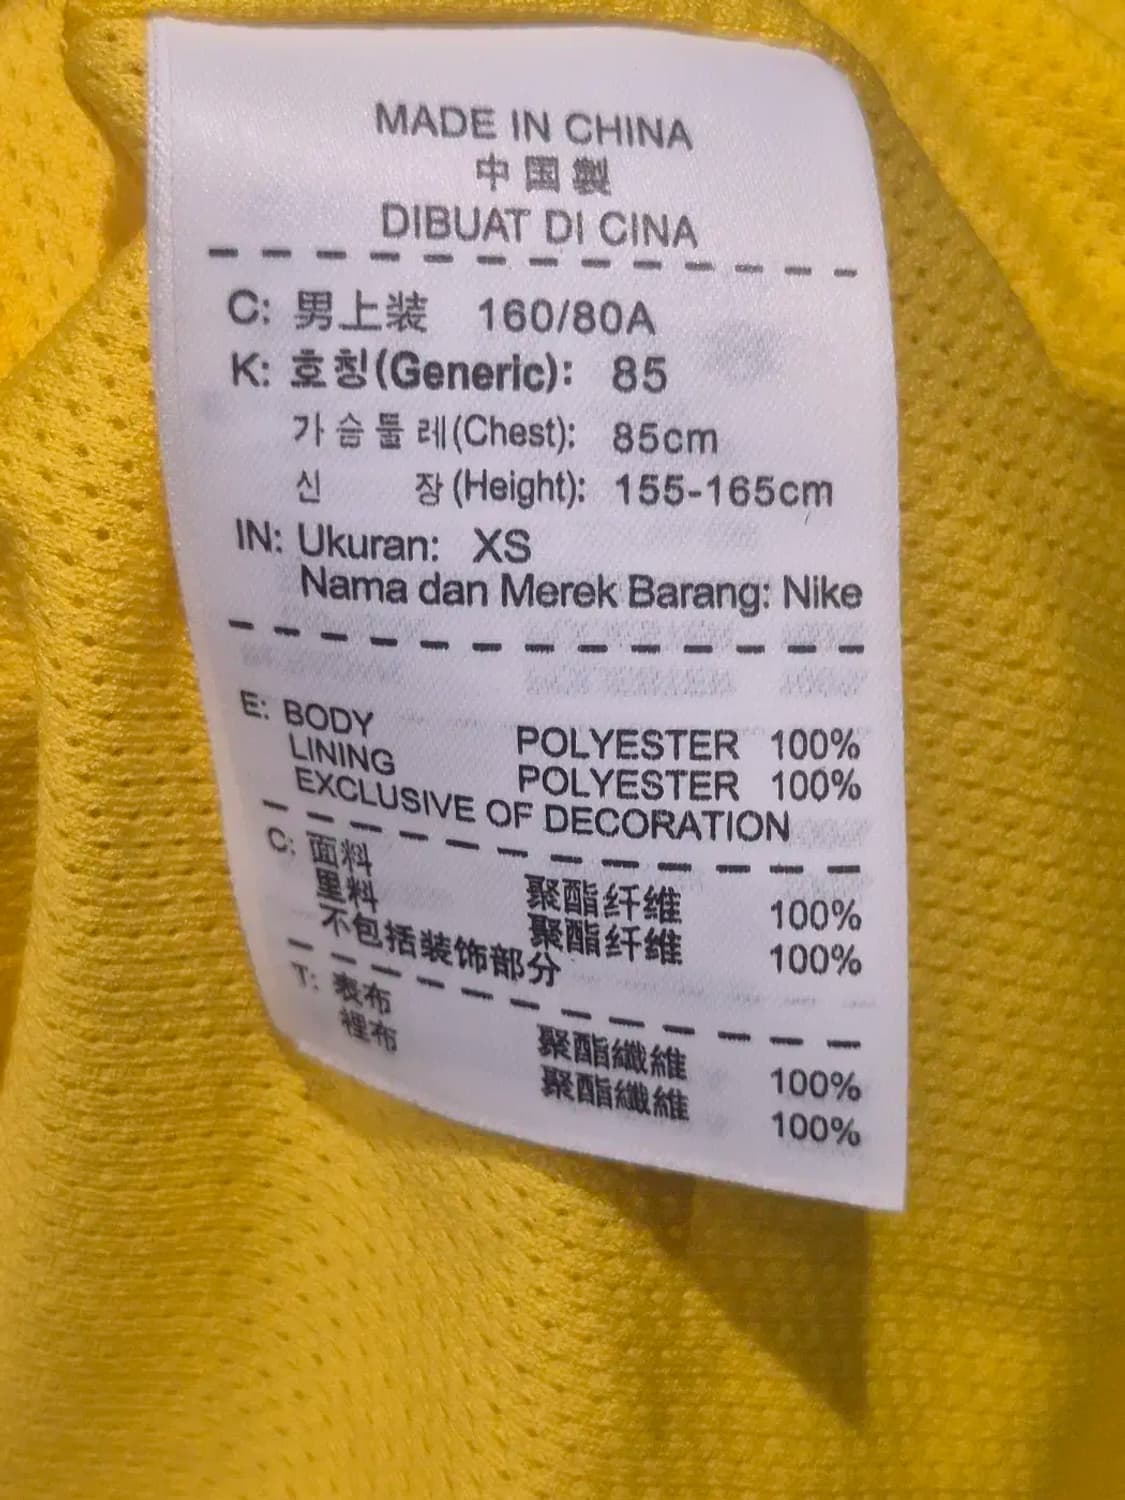 MADE IN CHINA
中国製
DIBUAT DI CINA
C: 男上装 160/80A
K: 호칭(Generic): 85
가슴둘레(Chest): 85cm
신 장(Height): 155-165cm
IN: Ukuran: XS
Nama dan Merek Barang: Nike
E: BODY POLYESTER 100%
LINING POLYESTER 100%
EXCLUSIVE OF DECORATION
C: 面料 聚酯纤维 100%
里料 聚酯纤维 100%
不包括装饰部分
T: 表布 聚酯纖維 100%
裡布 聚酯纖維 100%